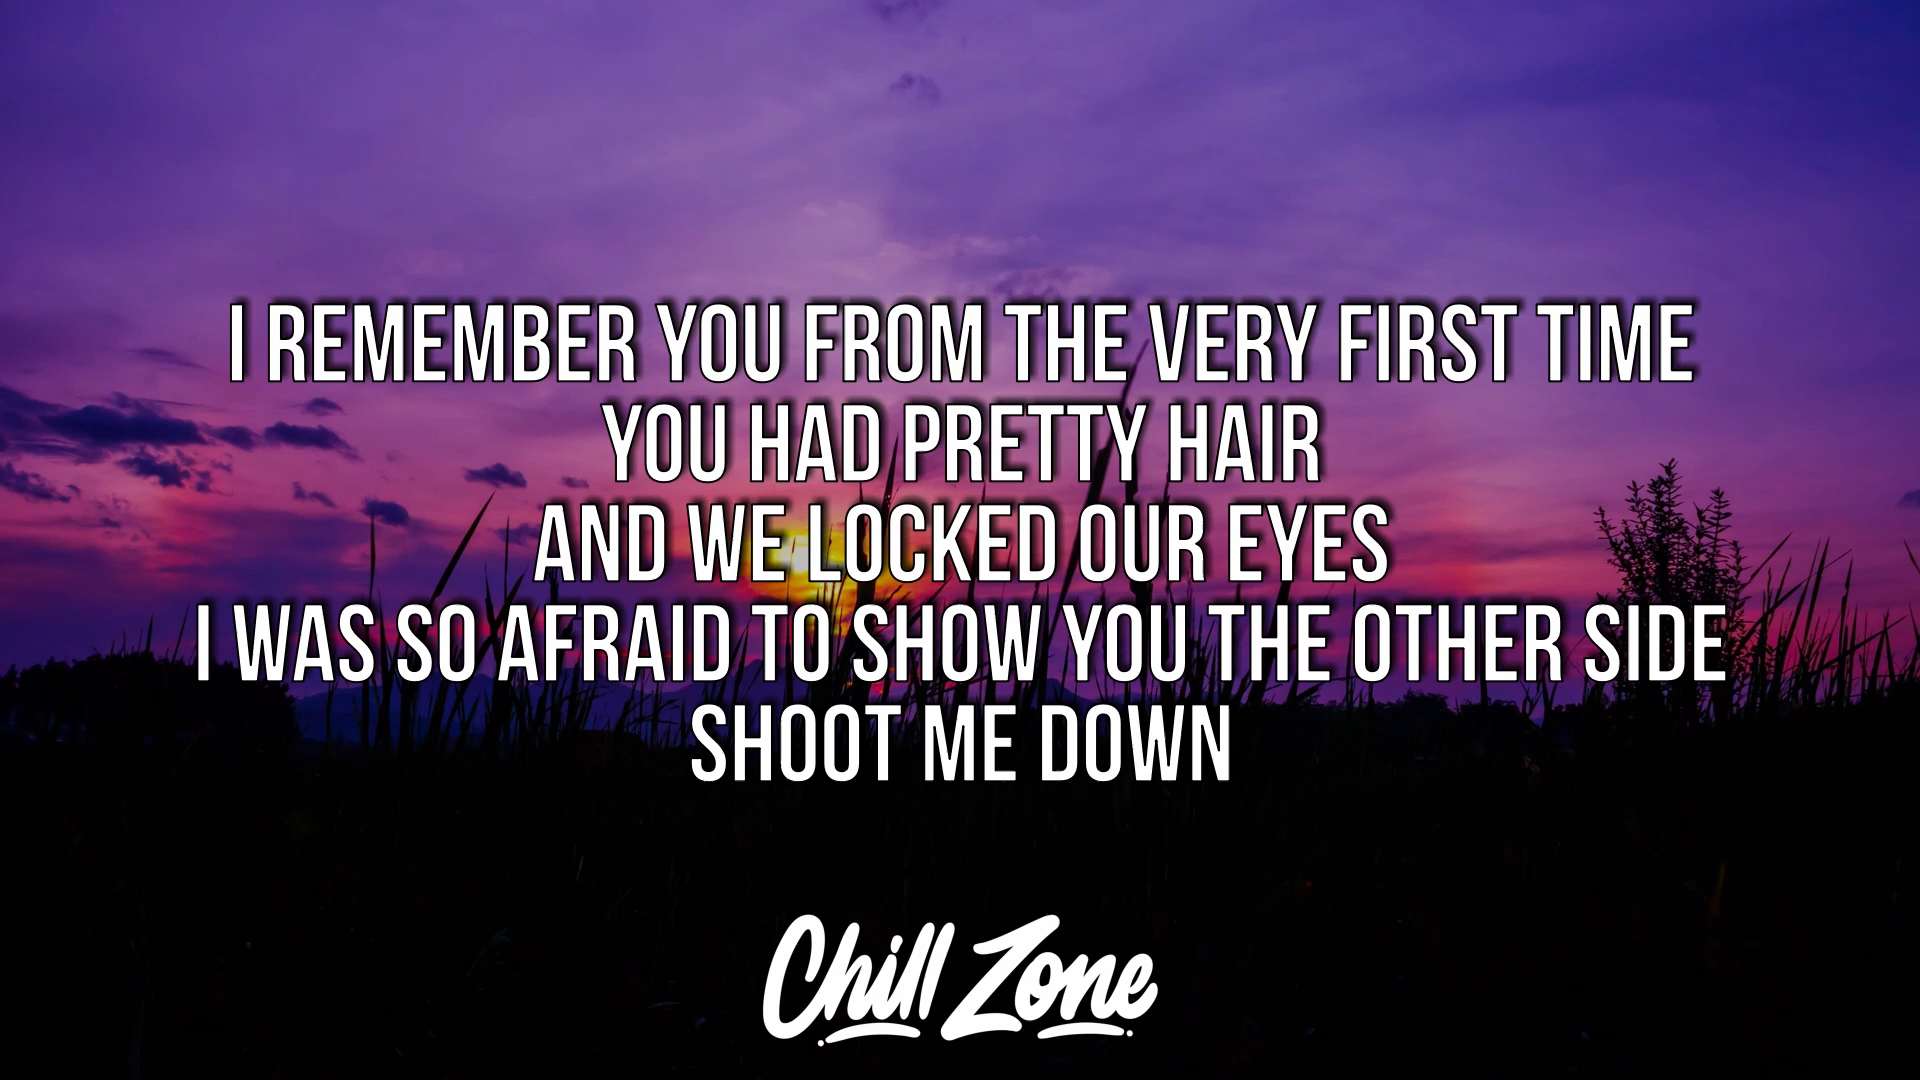 I REMEMBER YOU FROM THE VERY FIRST TIME
YOU HAD PRETTY HAIR
AND WE LOCKED OUR EYES
I WAS SO AFRAID TO SHOW YOU THE OTHER SIDE
SHOOT ME DOWN
Chill Zone